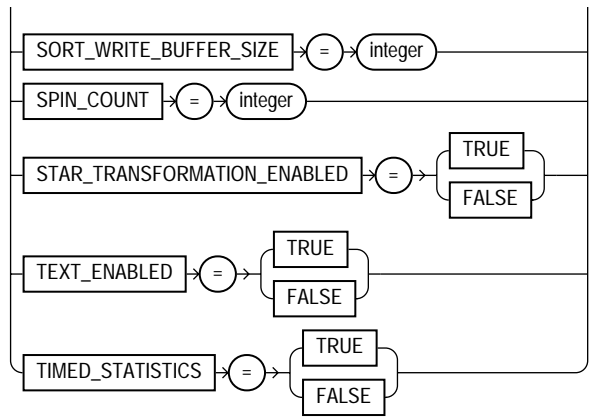 SORT_WRITE_BUFFER_SIZE = integer
SPIN_COUNT = integer
TRUE
STAR_TRANSFORMATION_ENABLED =
FALSE
TRUE
TEXT_ENABLED =
FALSE
TRUE
TIMED_STATISTICS =
FALSE